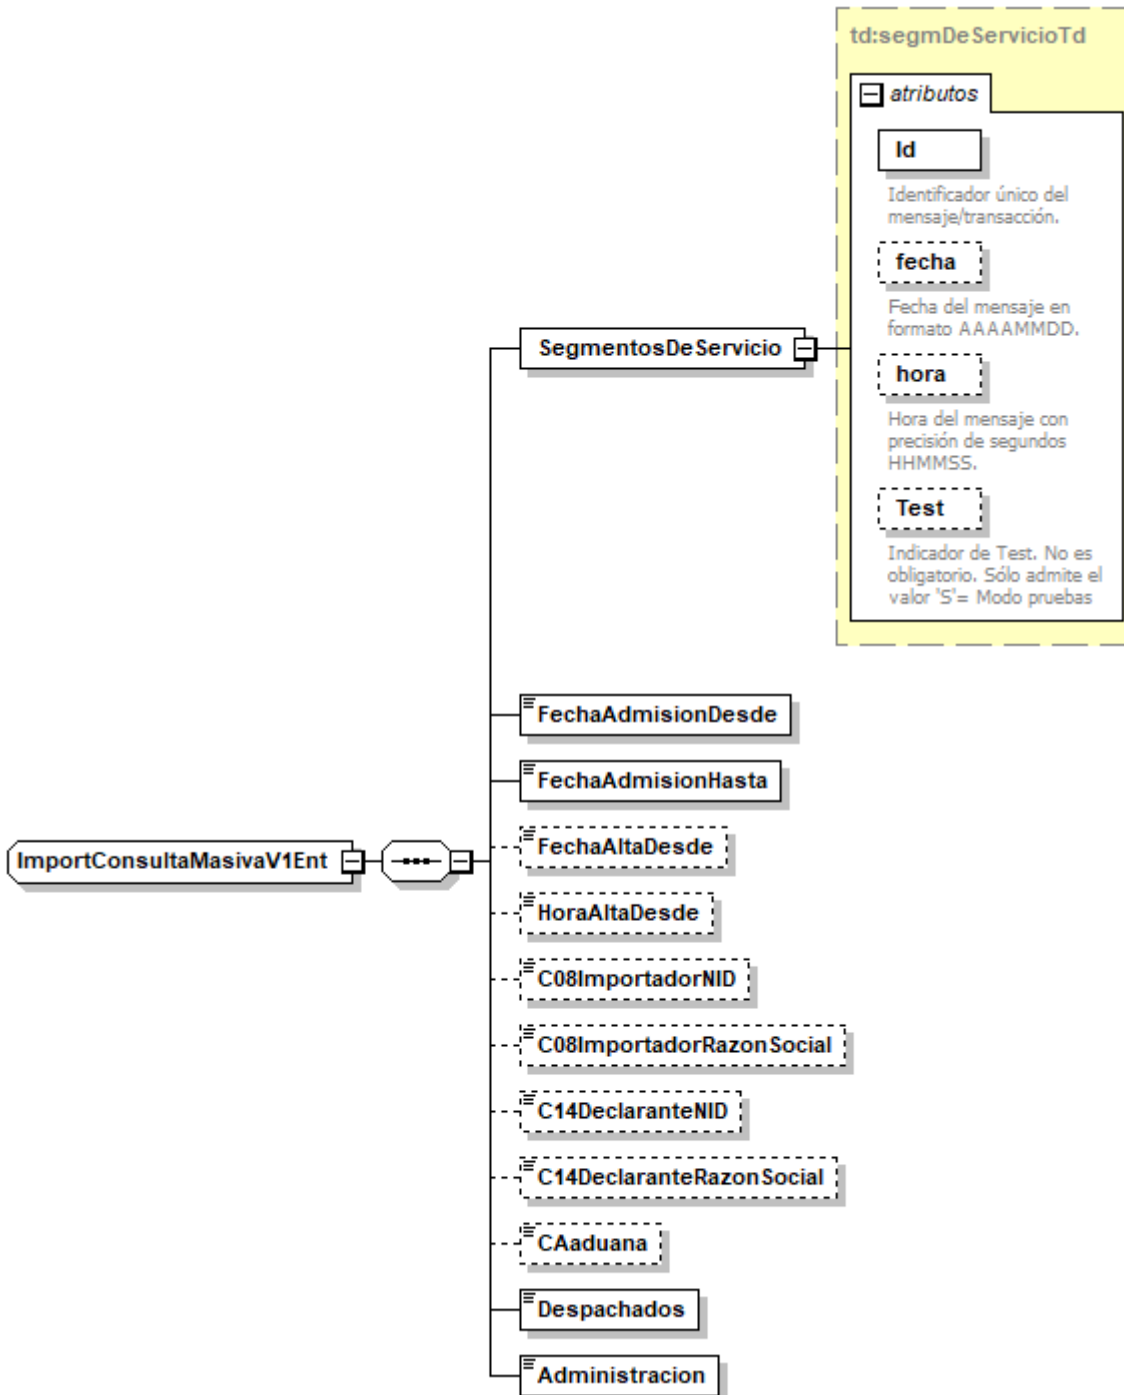 td:segmDeServicioTd
atributos
Id
Identificador único del
mensaje/transacción.
fecha
Fecha del mensaje en
formato AAAAMMDD.
SegmentosDeServicio
hora
Hora del mensaje con
precisión de segundos
HHMMSS.
Test
Indicador de Test. No es
obligatorio. Sólo admite el
valor 'S'= Modo pruebas
FechaAdmisionDesde
FechaAdmisionHasta
FechaAltaDesde
ImportConsultaMasivaV1Ent
HoraAltaDesde
C08ImportadorNID
C08ImportadorRazonSocial
C14DeclaranteNID
C14DeclaranteRazonSocial
CAaduana
Despachados
Administracion